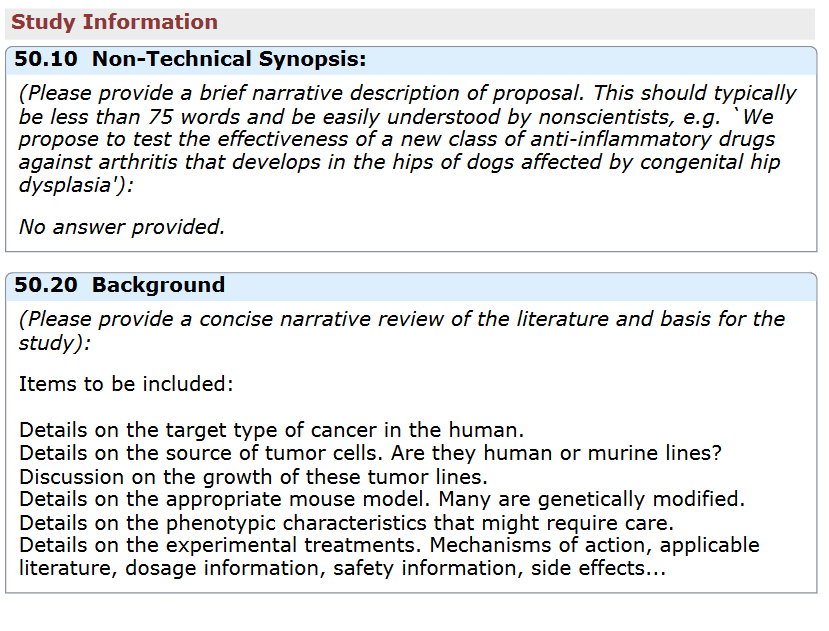 Study Information
50.10  Non-Technical Synopsis:
(Please provide a brief narrative description of proposal. This should typically
be less than 75 words and be easily understood by nonscientists, e.g. `We
propose to test the effectiveness of a new class of anti-inflammatory drugs
against arthritis that develops in the hips of dogs affected by congenital hip
dysplasia'):
No answer provided.
50.20  Background
(Please provide a concise narrative review of the literature and basis for the
study):
Items to be included:
Details on the target type of cancer in the human.
Details on the source of tumor cells. Are they human or murine lines?
Discussion on the growth of these tumor lines.
Details on the appropriate mouse model. Many are genetically modified.
Details on the phenotypic characteristics that might require care.
Details on the experimental treatments. Mechanisms of action, applicable
literature, dosage information, safety information, side effects...